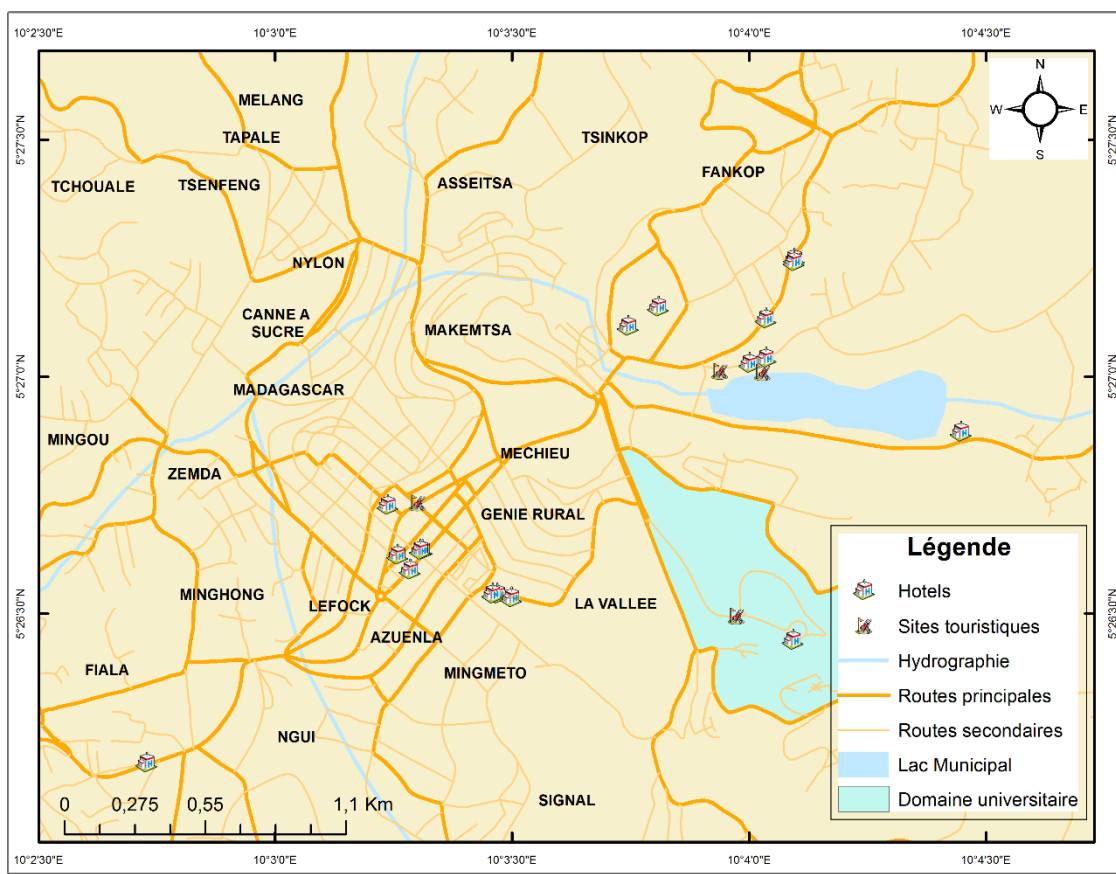 10°2'30"E 10°3'0"E 10°3'30"E 10°4'0"E 10°4'30"E
N
W E
S
5°27'30"N 5°27'30"N
MELANG
TAPALE
TSINKOP
TCHOUALE
TSENFENG
ASSEITSA
FANKOP
NYLON
CANNE A
SUCRE
MAKEMTSA
5°27'0"N 5°27'0"N
MADAGASCAR
MINGOU
ZEMDA
MECHIEU
GENIE RURAL
MINGHONG
LEFOCK
LA VALLEE
5°26'30"N 5°26'30"N
AZUENLA
FIALA
MINGMETO
NGUI
SIGNAL
0 0,275 0,55 1,1 Km
Légende
Hotels
Sites touristiques
Hydrographie
Routes principales
Routes secondaires
Lac Municipal
Domaine universitaire
10°2'30"E 10°3'0"E 10°3'30"E 10°4'0"E 10°4'30"E